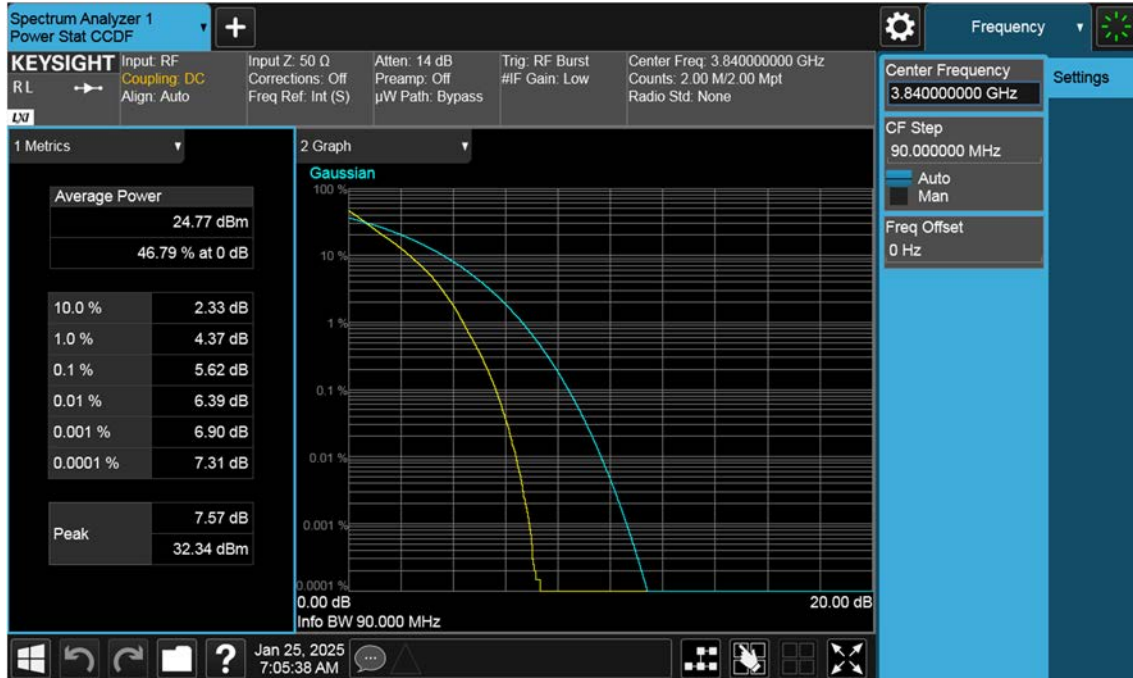 Spectrum Analyzer 1
Power Stat CCDF
Frequency
KEYSIGHT
R L
LXI
Input: RF
Coupling: DC
Align: Auto
Input Z: 50 Ω
Corrections: Off
Freq Ref: Int (S)
Atten: 14 dB
Preamp: Off
µW Path: Bypass
Trig: RF Burst
#IF Gain: Low
Center Freq: 3.840000000 GHz
Counts: 2.00 M/2.00 Mpt
Radio Std: None
Center Frequency
3.840000000 GHz
Settings
CF Step
90.000000 MHz
Auto
Man
Freq Offset
0 Hz
1 Metrics
Average Power
24.77 dBm
46.79 % at 0 dB
10.0 % 2.33 dB
1.0 % 4.37 dB
0.1 % 5.62 dB
0.01 % 6.39 dB
0.001 % 6.90 dB
0.0001 % 7.31 dB
Peak
7.57 dB
32.34 dBm
2 Graph
Gaussian
100 %
10 %
1 %
0.1 %
0.01 %
0.001 %
0.0001 %
0.00 dB 20.00 dB
Info BW 90.000 MHz
?
Jan 25, 2025
7:05:38 AM